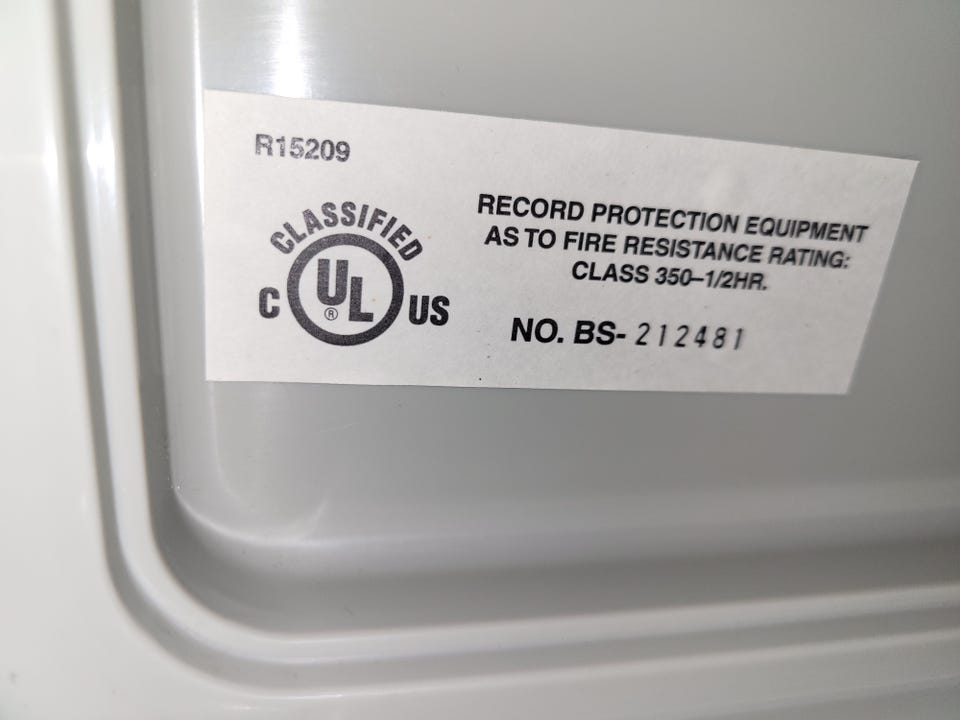 R15209
CLASSIFIED
C UL® US
RECORD PROTECTION EQUIPMENT
AS TO FIRE RESISTANCE RATING:
CLASS 350–1/2HR.
NO. BS- 212481